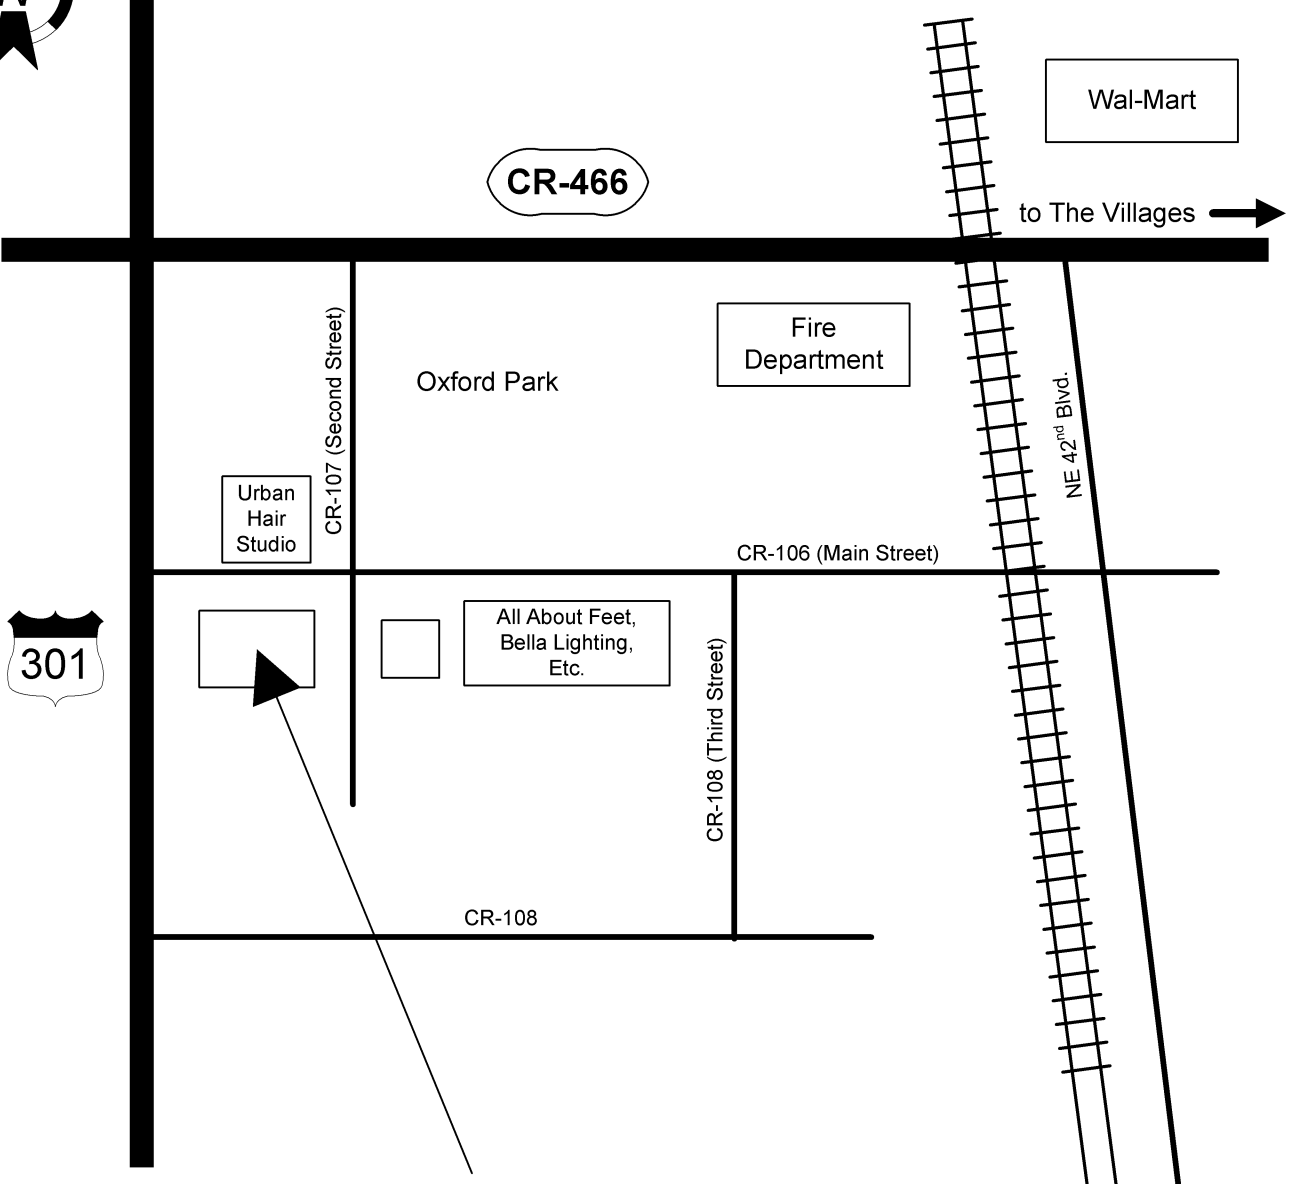 Wal-Mart
CR-466
to The Villages
Fire
Department
CR-107 (Second Street)
Oxford Park
NE 42nd Blvd.
Urban
Hair
Studio
CR-106 (Main Street)
301
All About Feet,
Bella Lighting,
Etc.
CR-108 (Third Street)
CR-108